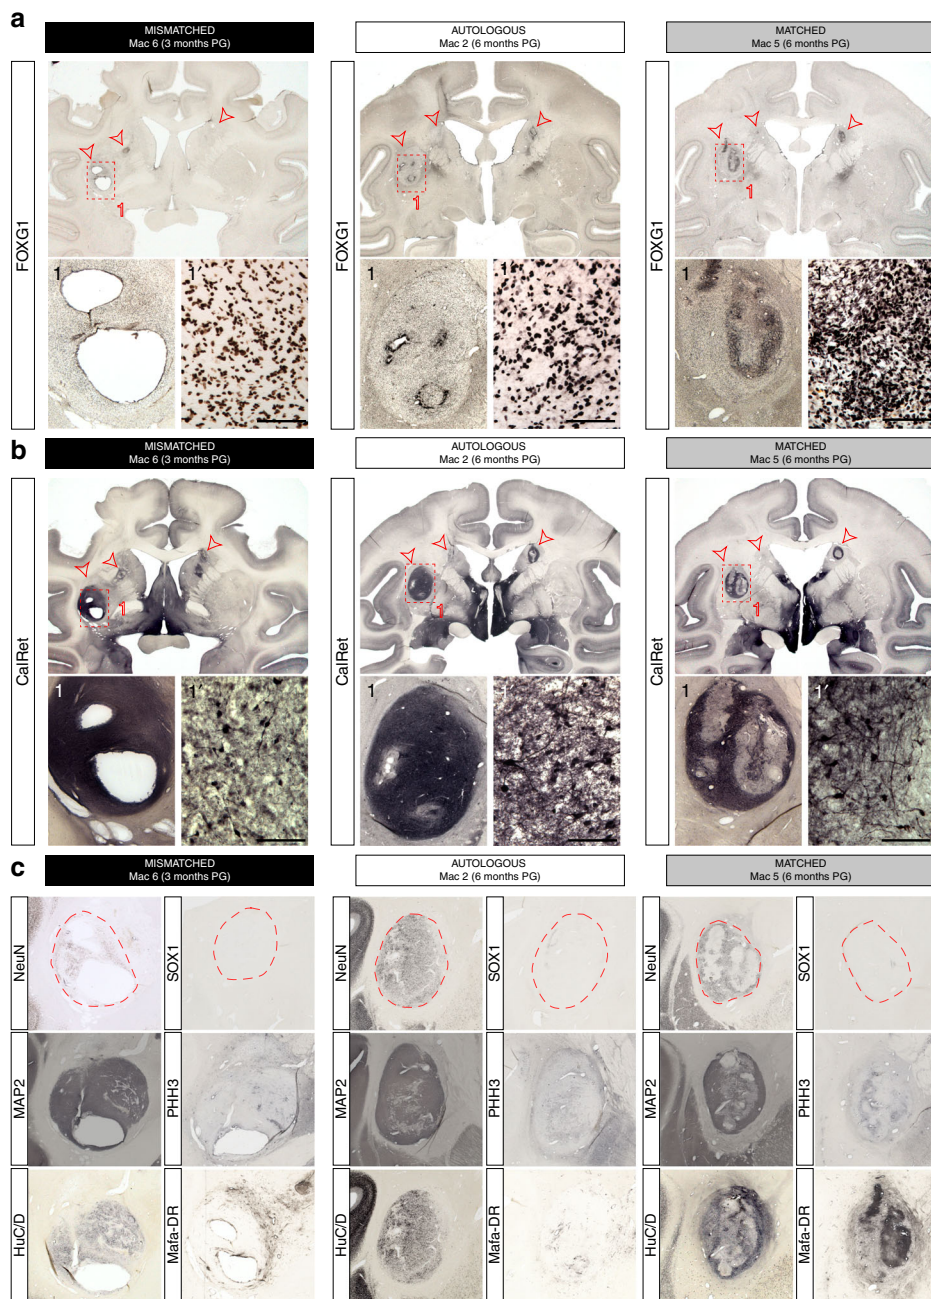 a
MISMATCHED
Mac 6 (3 months PG)
AUTOLOGOUS
Mac 2 (6 months PG)
MATCHED
Mac 5 (6 months PG)
FOXG1
1
1
1′
FOXG1
1
1
1′
FOXG1
1
1
1′
b
MISMATCHED
Mac 6 (3 months PG)
AUTOLOGOUS
Mac 2 (6 months PG)
MATCHED
Mac 5 (6 months PG)
CalRet
1
1
1′
CalRet
1
1
1′
CalRet
1
1
1′
c
MISMATCHED
Mac 6 (3 months PG)
AUTOLOGOUS
Mac 2 (6 months PG)
MATCHED
Mac 5 (6 months PG)
NeuN
SOX1
NeuN
SOX1
NeuN
SOX1
MAP2
PHH3
MAP2
PHH3
MAP2
PHH3
HuC/D
Mafa-DR
HuC/D
Mafa-DR
HuC/D
Mafa-DR